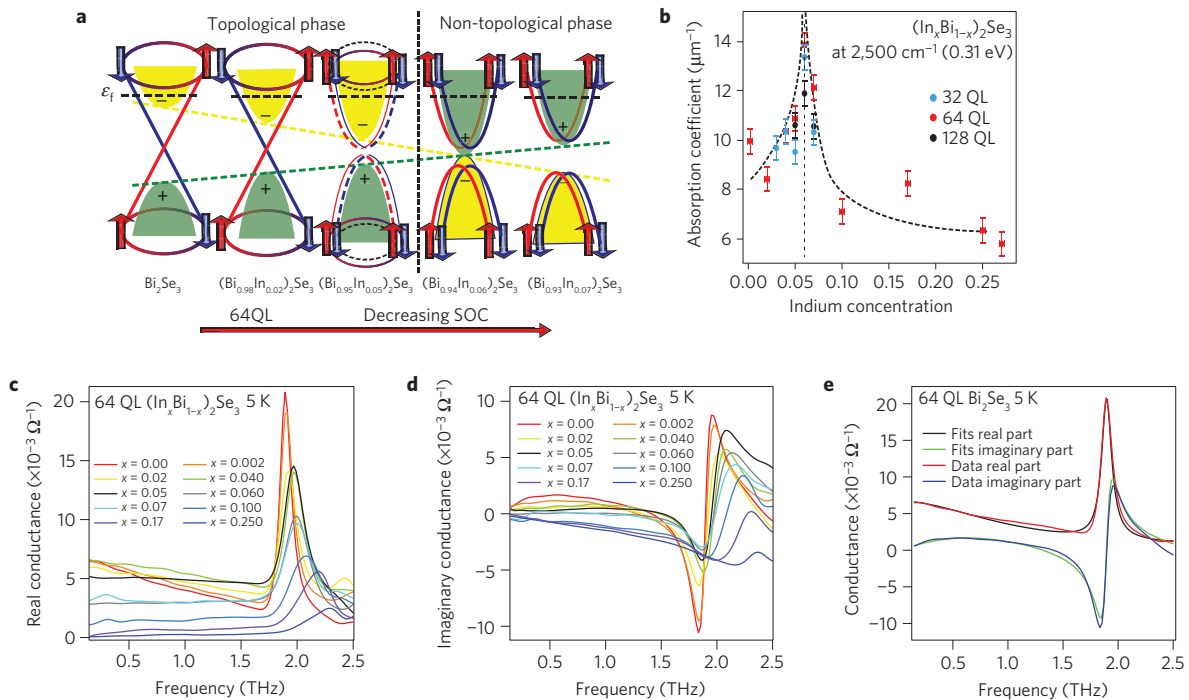 a
Topological phase
Non-topological phase
ε_f
− − − + +
+ + + − −
Bi₂Se₃
(Bi₀.₉₈In₀.₀₂)₂Se₃
(Bi₀.₉₅In₀.₀₅)₂Se₃
(Bi₀.₉₄In₀.₀₆)₂Se₃
(Bi₀.₉₃In₀.₀₇)₂Se₃
64QL
Decreasing SOC
b
(InₓBi₁₋ₓ)₂Se₃
at 2,500 cm⁻¹ (0.31 eV)
32 QL
64 QL
128 QL
Absorption coefficient (μm⁻¹)
14
12
10
8
6
0.00 0.05 0.10 0.15 0.20 0.25
Indium concentration
c
64 QL (InₓBi₁₋ₓ)₂Se₃ 5 K
x = 0.00 x = 0.002
x = 0.02 x = 0.040
x = 0.05 x = 0.060
x = 0.07 x = 0.100
x = 0.17 x = 0.250
Real conductance (×10⁻³ Ω⁻¹)
20
15
10
5
0
0.5 1.0 1.5 2.0 2.5
Frequency (THz)
d
64 QL (InₓBi₁₋ₓ)₂Se₃ 5 K
x = 0.00 x = 0.002
x = 0.02 x = 0.040
x = 0.05 x = 0.060
x = 0.07 x = 0.100
x = 0.17 x = 0.250
Imaginary conductance (×10⁻³ Ω⁻¹)
10
5
0
−5
−10
0.5 1.0 1.5 2.0 2.5
Frequency (THz)
e
64 QL Bi₂Se₃ 5 K
Fits real part
Fits imaginary part
Data real part
Data imaginary part
Conductance (×10⁻³ Ω⁻¹)
20
10
0
−10
0.5 1.0 1.5 2.0 2.5
Frequency (THz)